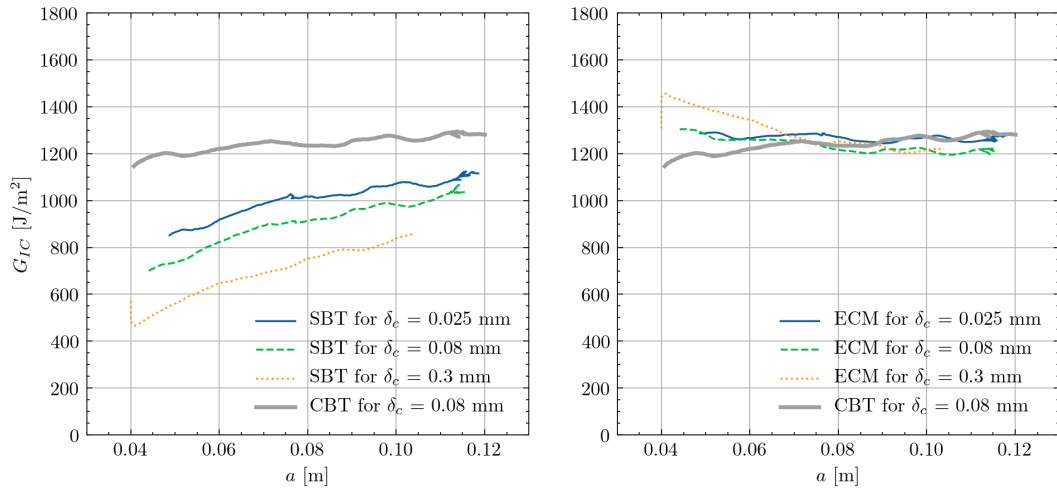 1800
1600
1400
1200
1000
800
600
400
200
0
G_{IC} [J/m²]
0.04 0.06 0.08 0.10 0.12
a [m]
SBT for δ_c = 0.025 mm
SBT for δ_c = 0.08 mm
SBT for δ_c = 0.3 mm
CBT for δ_c = 0.08 mm
1800
1600
1400
1200
1000
800
600
400
200
0
0.04 0.06 0.08 0.10 0.12
a [m]
ECM for δ_c = 0.025 mm
ECM for δ_c = 0.08 mm
ECM for δ_c = 0.3 mm
CBT for δ_c = 0.08 mm